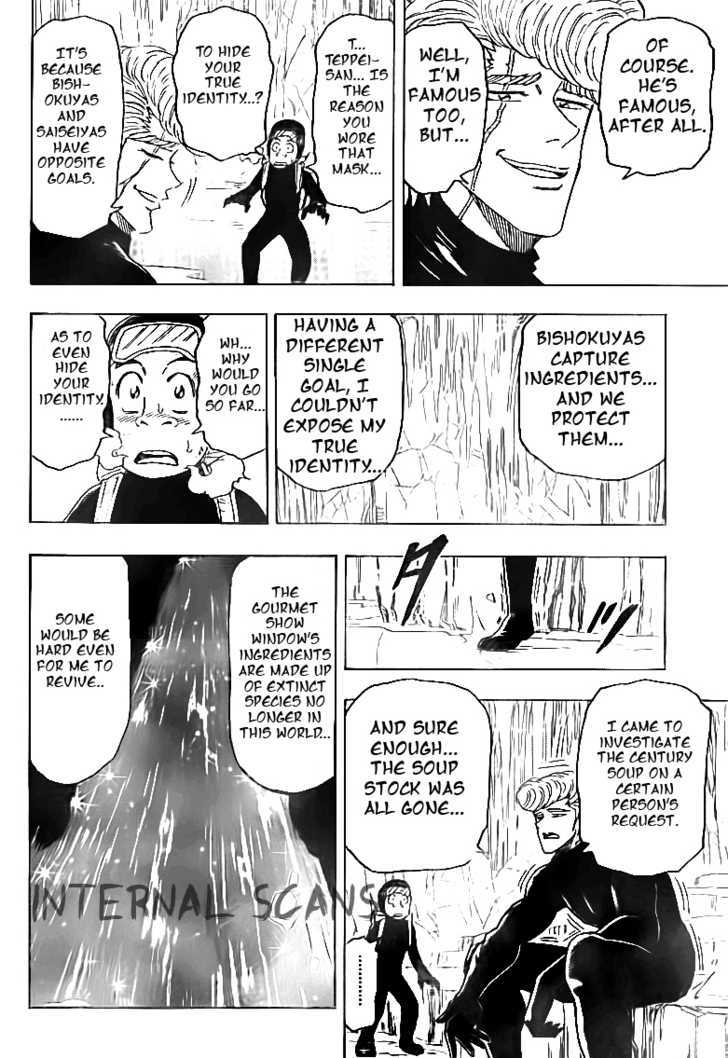 OF
COURSE.
HE'S
FAMOUS,
AFTER ALL.
WELL,
I'M
FAMOUS
TOO,
BUT...
T...
TEPPEI-
SAN... IS
THE
REASON
YOU
WORE
THAT
MASK...
TO HIDE
YOUR
TRUE
IDENTITY..?
IT'S
BECAUSE
BISH-
OKUYAS
AND
SAISEIYAS
HAVE
OPPOSITE
GOALS.
BISHOKUYAS
CAPTURE
INGREDIENTS...
AND WE
PROTECT
THEM...
HAVING A
DIFFERENT
SINGLE
GOAL, I
COULDN'T
EXPOSE MY
TRUE
IDENTITY...
WH...
WHY
WOULD
YOU GO
SO FAR...
AS TO
EVEN
HIDE
YOUR
IDENTITY
......
タッ
I CAME TO
INVESTIGATE
THE CENTURY
SOUP ON A
CERTAIN
PERSON'S
REQUEST.
AND SURE
ENOUGH...
THE SOUP
STOCK WAS
ALL GONE...
.........
THE
GOURMET
SHOW
WINDOW'S
INGREDIENTS
ARE MADE UP
OF EXTINCT
SPECIES NO
LONGER IN
THIS WORLD...
SOME
WOULD BE
HARD EVEN
FOR ME TO
REVIVE..
INTERNAL SCANS